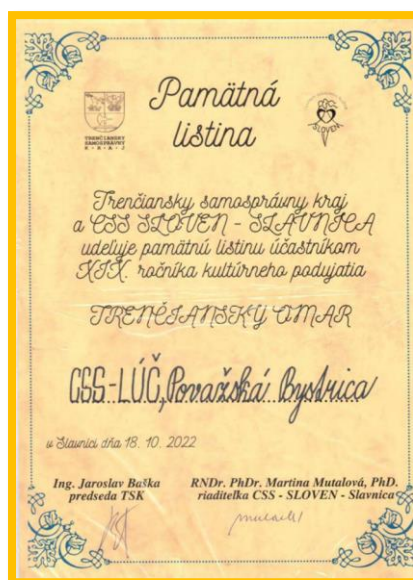 Pamätná
listina
TRENČIANSKY
SAMOSPRÁVNY
KRAJ
SLOVEN
Trenčiansky samosprávny kraj
a CSS SLOVEN - SLAVNICA
udeľuje pamätnú listinu účastníkom
XIX. ročníka kultúrneho podujatia
TRENČIANSKY OMAR
CSS-LÚČ, Považská Bystrica
v Slavnici dňa 18. 10. 2022
Ing. Jaroslav Baška
predseda TSK
RNDr. PhDr. Martina Mutalová, PhD.
riaditeľka CSS - SLOVEN - Slavnica